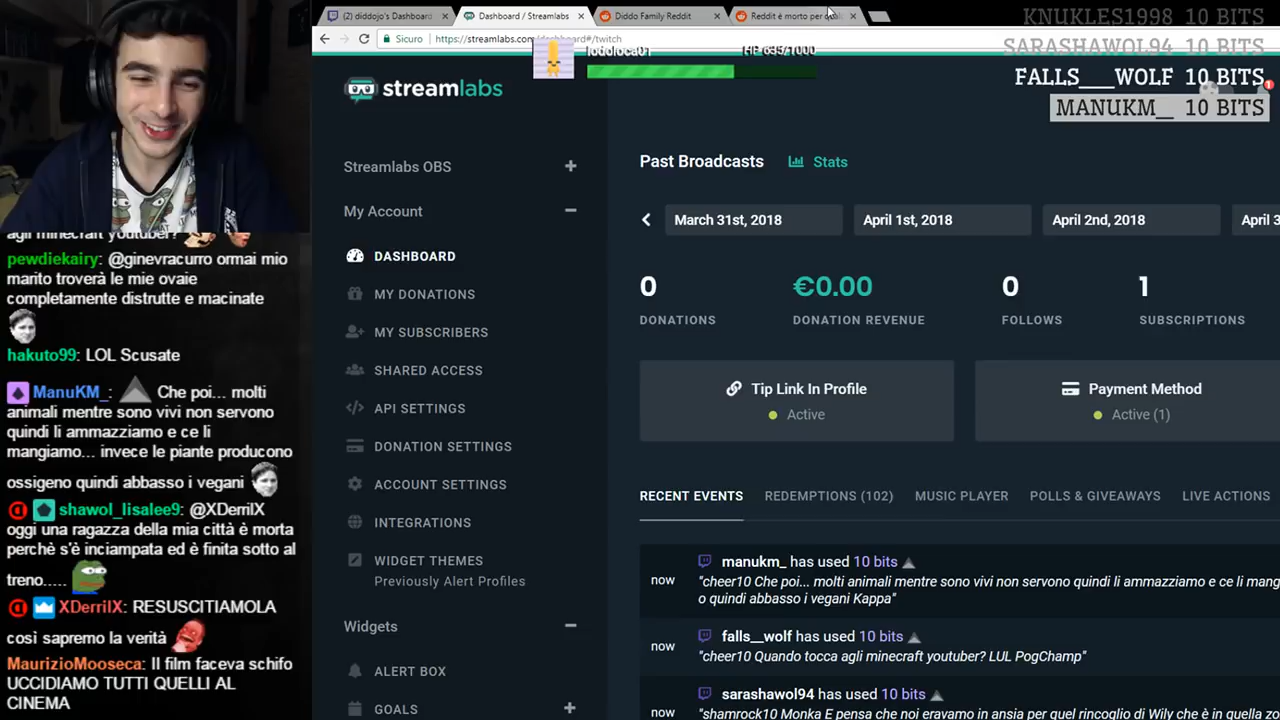 (2) diddojo's Dashboard
Dashboard / Streamlabs
Diddo Family Reddit
Reddit è morto per
Sicuro
https://streamlabs.com/dashboard#/twitch
KNUKLES1998 10 BITS
SARASHAWOL94 10 BITS
FALLS___WOLF 10 BITS
MANUKM_ 10 BITS
1
streamlabs
Streamlabs OBS
My Account
DASHBOARD
MY DONATIONS
MY SUBSCRIBERS
SHARED ACCESS
API SETTINGS
DONATION SETTINGS
ACCOUNT SETTINGS
INTEGRATIONS
WIDGET THEMES
Previously Alert Profiles
Widgets
ALERT BOX
GOALS
Past Broadcasts Stats
March 31st, 2018 April 1st, 2018 April 2nd, 2018 April 3
0 €0.00 0 1
DONATIONS DONATION REVENUE FOLLOWS SUBSCRIPTIONS
Tip Link In Profile
Active
Payment Method
Active (1)
RECENT EVENTS REDEMPTIONS (102) MUSIC PLAYER POLLS & GIVEAWAYS LIVE ACTIONS
now manukm_ has used 10 bits
"cheer10 Che poi... molti animali mentre sono vivi non servono quindi li ammazziamo e ce li mang
o quindi abbasso i vegani Kappa"
now falls__wolf has used 10 bits
"cheer10 Quando tocca agli minecraft youtuber? LUL PogChamp"
now sarashawol94 has used 10 bits
"shamrock10 Monka E pensa che noi eravamo in ansia per quel rincoglio di Wily che è in quella zo
agli minecraft youtuber?
pewdiekairy: @ginevracurro ormai mio
marito troverà le mie ovaie
completamente distrutte e macinate
hakuto99: LOL Scusate
ManuKM_: Che poi... molti
animali mentre sono vivi non servono
quindi li ammazziamo e ce li
mangiamo... invece le piante producono
ossigeno quindi abbasso i vegani
shawol_lisalee9: @XDerrilX
oggi una ragazza della mia città è morta
perchè s'è inciampata ed è finita sotto al
treno.....
XDerrilX: RESUSCITIAMOLA
così sapremo la verità
MaurizioMooseca: Il film faceva schifo
UCCIDIAMO TUTTI QUELLI AL
CINEMA